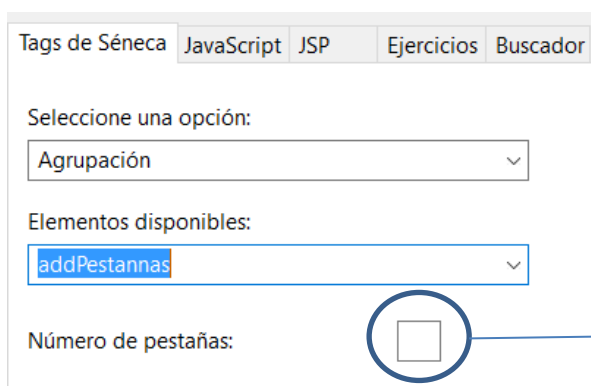 Tags de Séneca JavaScript JSP Ejercicios Buscador
Seleccione una opción:
Agrupación
Elementos disponibles:
addPestannas
Número de pestañas: